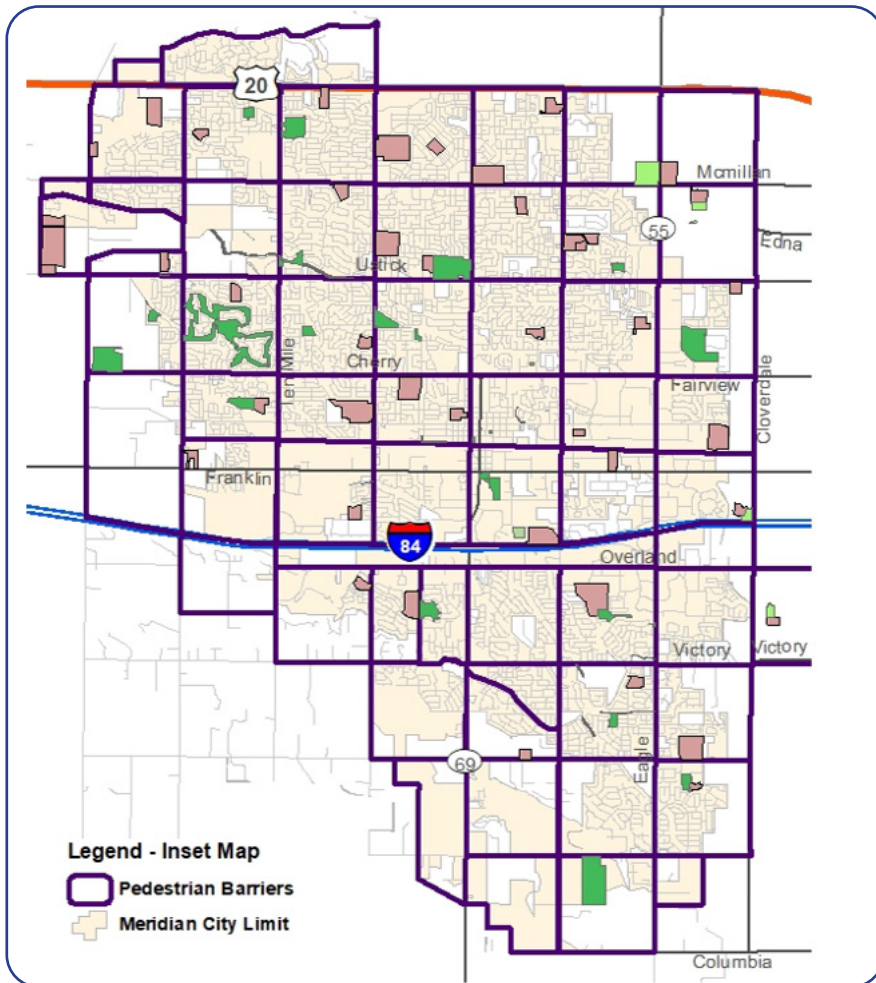 20
Mcmillan
55
Edna
Ustick
Ten Mile
Cherry
Fairview
Cloverdale
Franklin
84
Overland
Victory
Victory
Eagle
69
Legend - Inset Map
Pedestrian Barriers
Meridian City Limit
Columbia